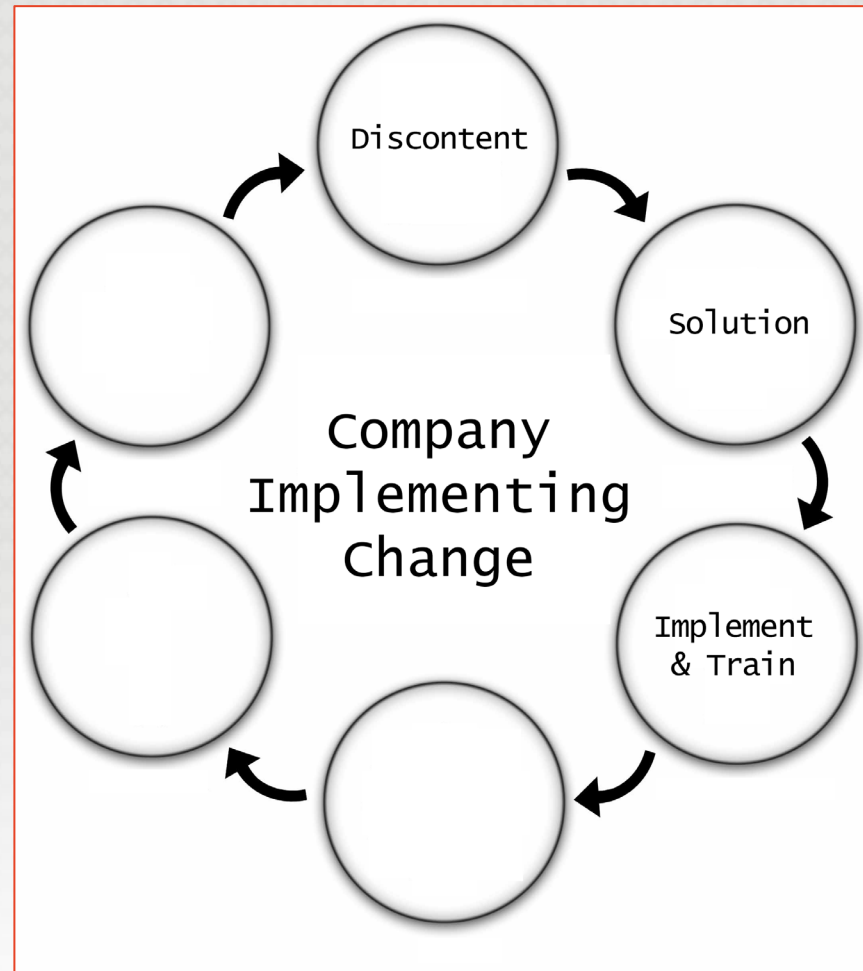 Discontent
Solution
Company
Implementing
Change
Implement
& Train